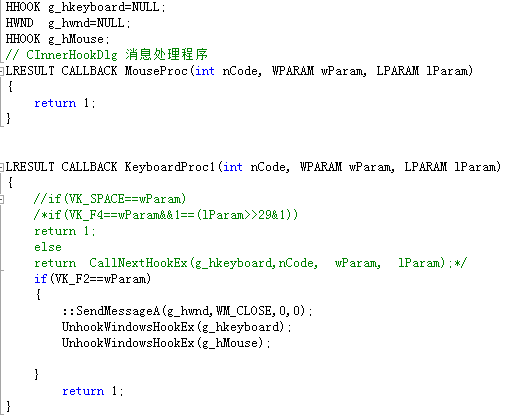 HHOOK g_hkeyboard=NULL;
HWND  g_hwnd=NULL;
HHOOK g_hMouse;
// CInnerHookDlg 消息处理程序
LRESULT CALLBACK MouseProc(int nCode, WPARAM wParam, LPARAM lParam)
{
    return 1;
}
LRESULT CALLBACK KeyboardProc1(int nCode, WPARAM wParam, LPARAM lParam)
{
    //if(VK_SPACE==wParam)
    /*if(VK_F4==wParam&&1==(lParam>>29&1))
    return 1;
    else
    return  CallNextHookEx(g_hkeyboard,nCode,  wParam,  lParam);*/
    if(VK_F2==wParam)
    {
        ::SendMessageA(g_hwnd,WM_CLOSE,0,0);
        UnhookWindowsHookEx(g_hkeyboard);
        UnhookWindowsHookEx(g_hMouse);
    }
        return 1;
}